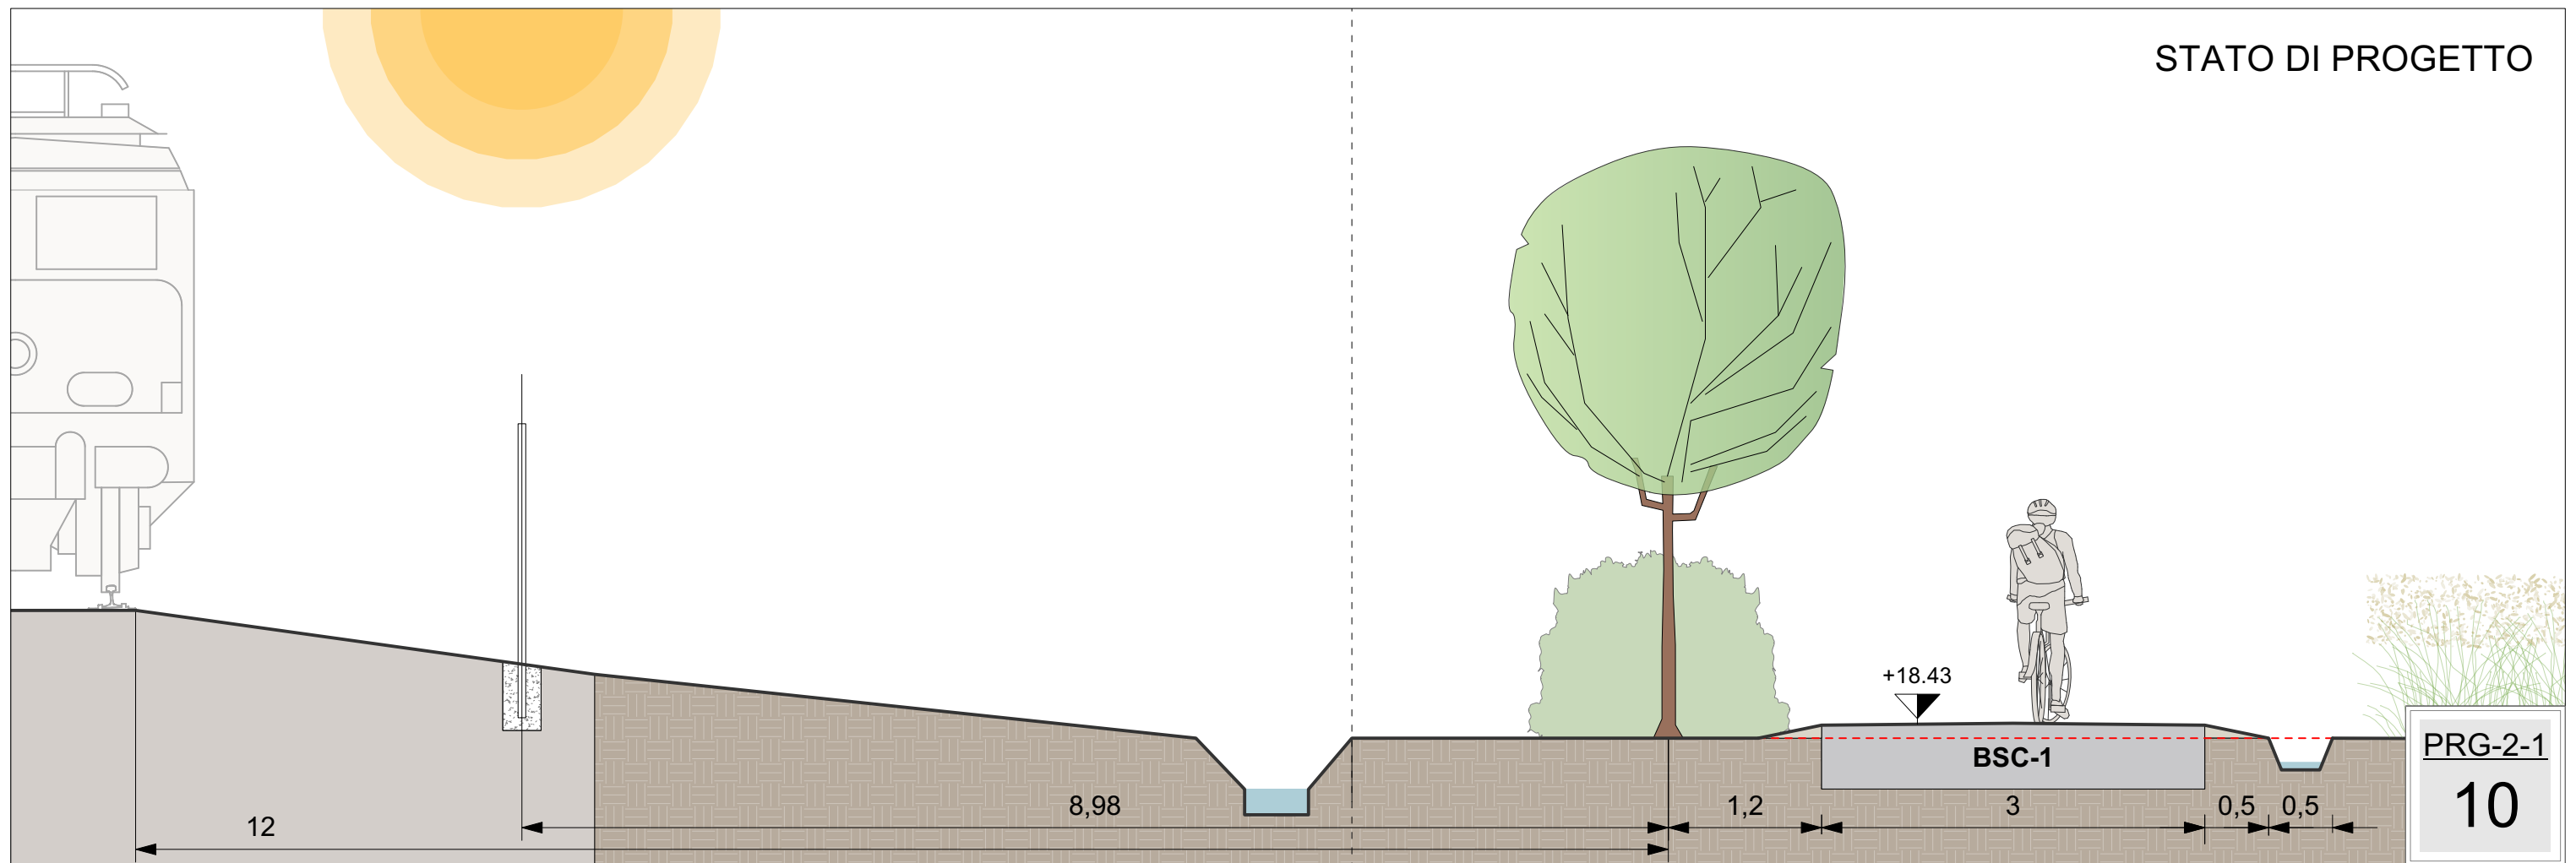 STATO DI PROGETTO
+18.43
BSC-1
PRG-2-1
10
8,98
1,2
3
0,5
0,5
12